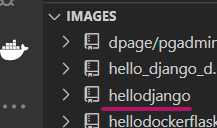 IMAGES
dpage/pgadmin
hello_django_d.
hellodjango
hellodockerflask